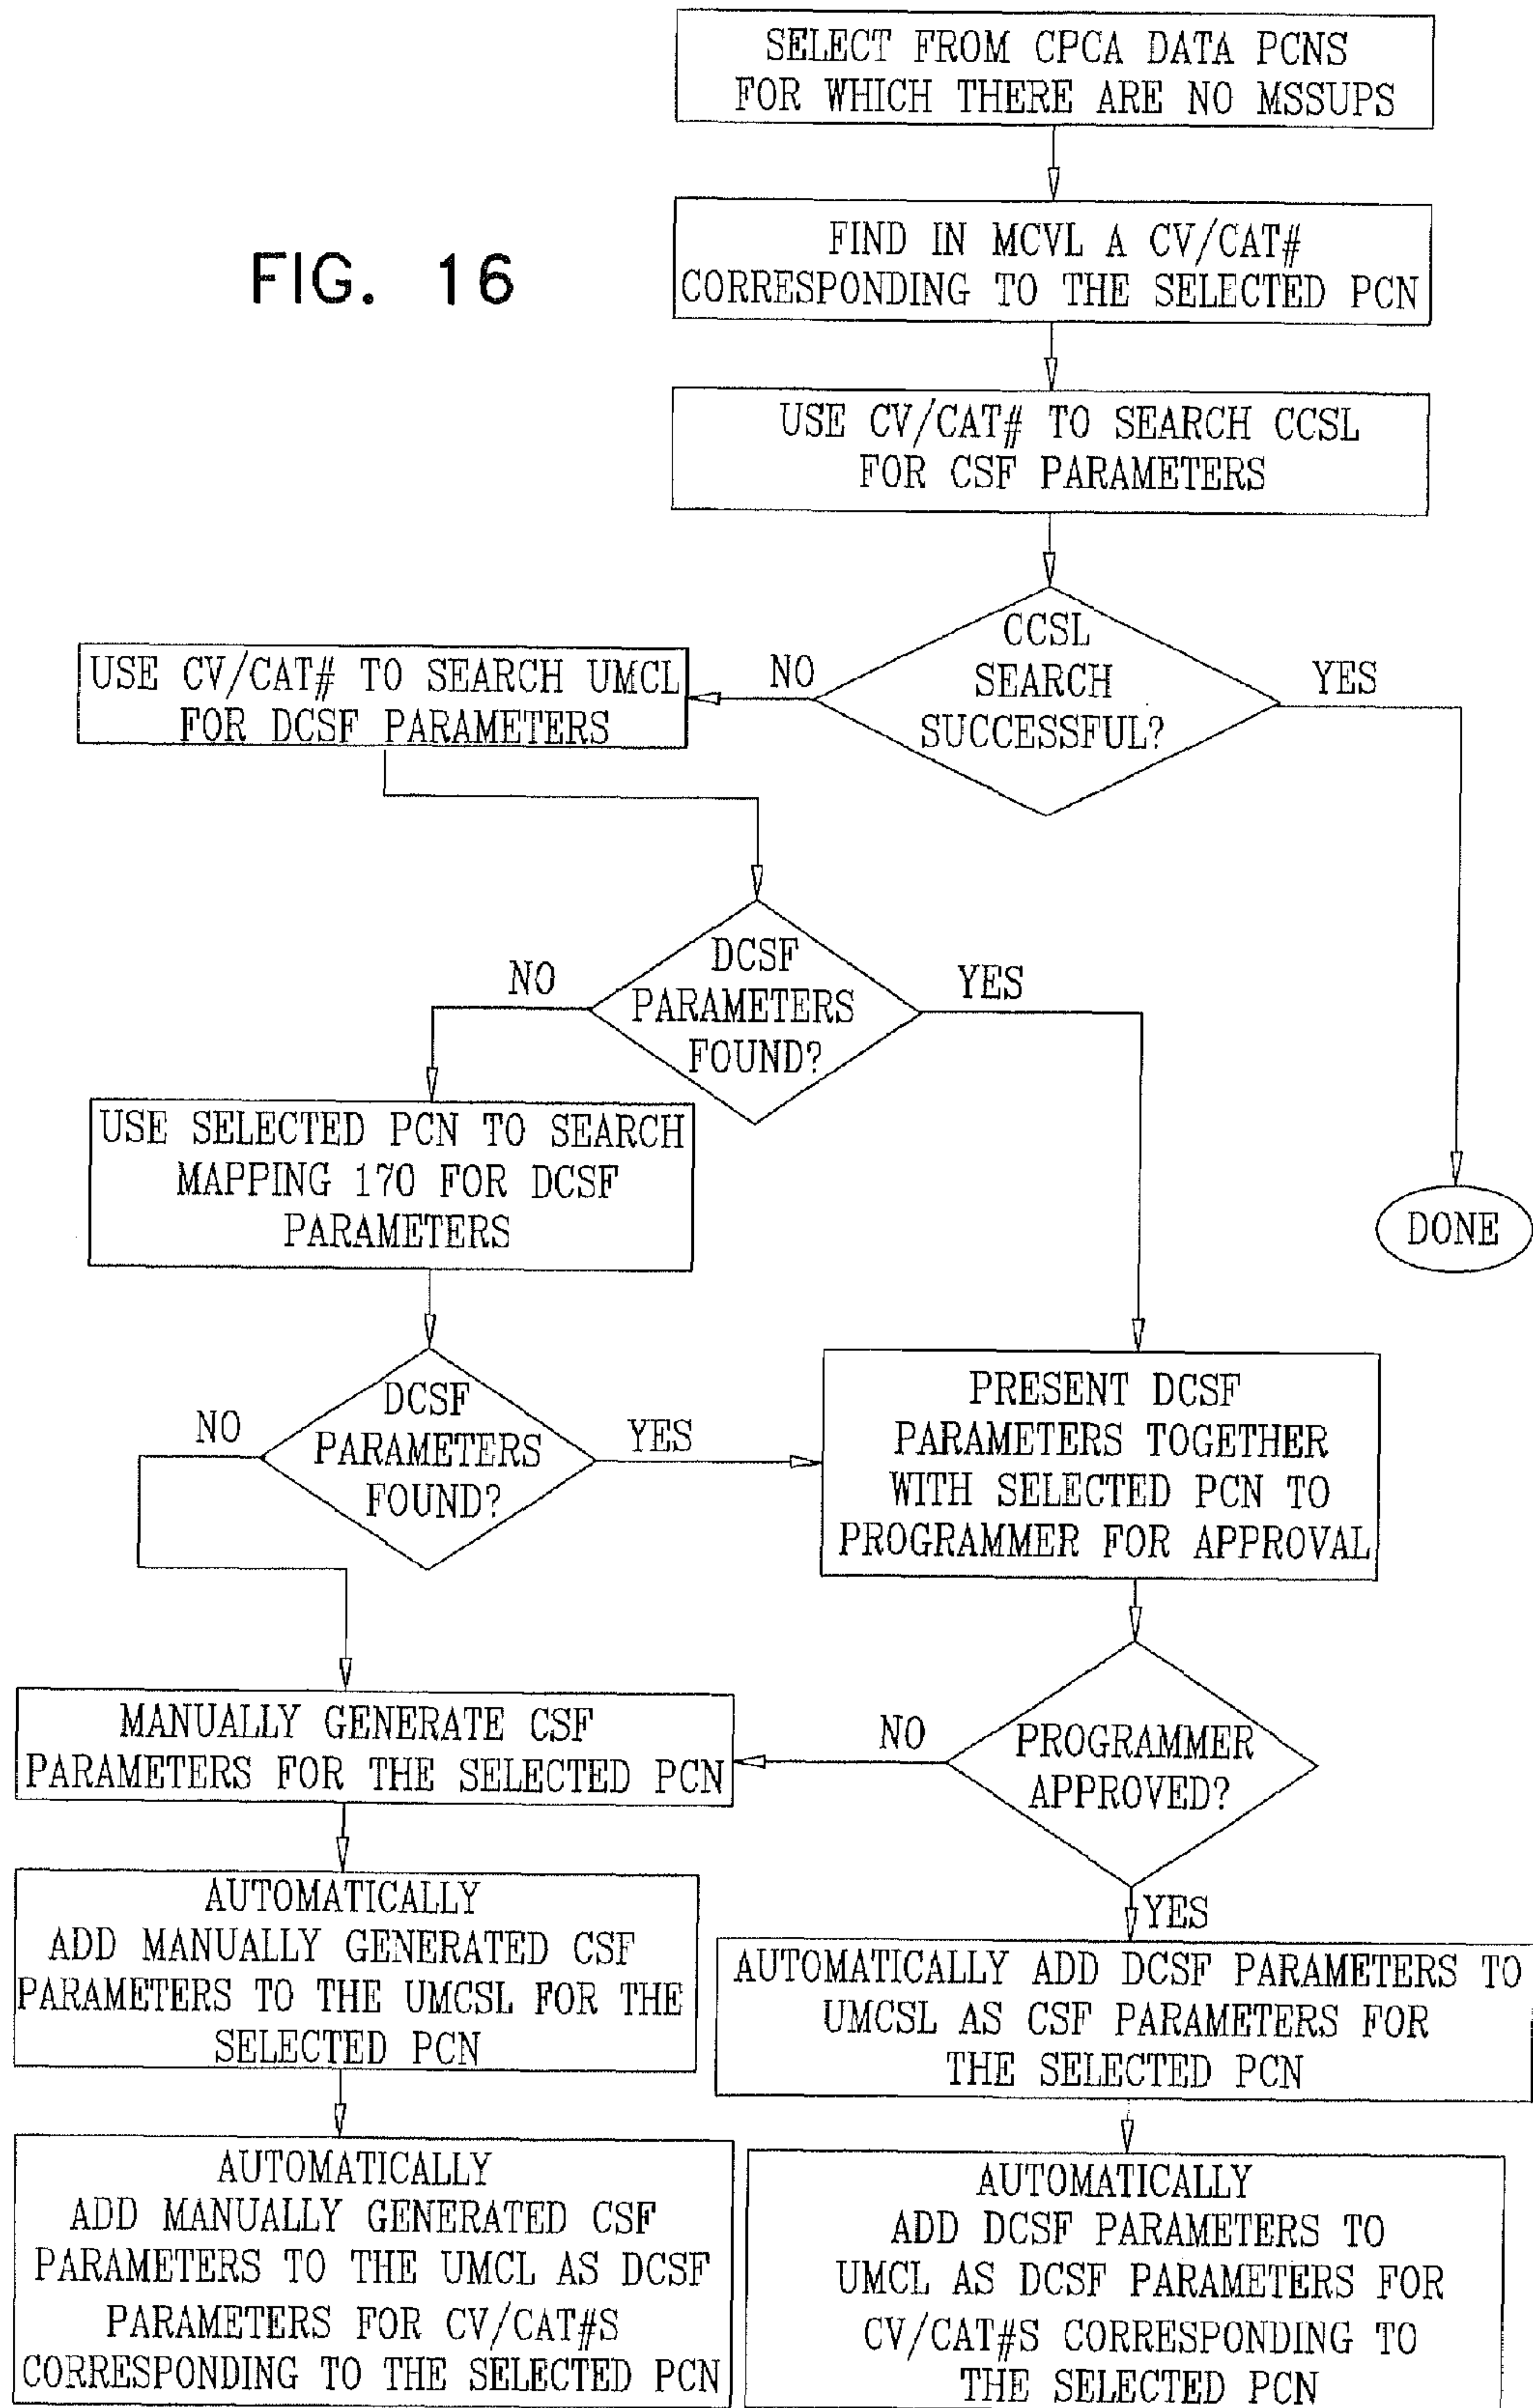 SELECT FROM CPCA DATA PCNS
FOR WHICH THERE ARE NO MSSUPS
FIG. 16
FIND IN MCVL A CV/CAT#
CORRESPONDING TO THE SELECTED PCN
USE CV/CAT# TO SEARCH CCSL
FOR CSF PARAMETERS
CCSL
SEARCH
SUCCESSFUL?
NO
YES
USE CV/CAT# TO SEARCH UMCL
FOR DCSF PARAMETERS
DCSF
PARAMETERS
FOUND?
NO
YES
USE SELECTED PCN TO SEARCH
MAPPING 170 FOR DCSF
PARAMETERS
DONE
DCSF
PARAMETERS
FOUND?
NO
YES
PRESENT DCSF
PARAMETERS TOGETHER
WITH SELECTED PCN TO
PROGRAMMER FOR APPROVAL
MANUALLY GENERATE CSF
PARAMETERS FOR THE SELECTED PCN
NO
PROGRAMMER
APPROVED?
YES
AUTOMATICALLY
ADD MANUALLY GENERATED CSF
PARAMETERS TO THE UMCSL FOR THE
SELECTED PCN
AUTOMATICALLY ADD DCSF PARAMETERS TO
UMCSL AS CSF PARAMETERS FOR
THE SELECTED PCN
AUTOMATICALLY
ADD MANUALLY GENERATED CSF
PARAMETERS TO THE UMCL AS DCSF
PARAMETERS FOR CV/CAT#S
CORRESPONDING TO THE SELECTED PCN
AUTOMATICALLY
ADD DCSF PARAMETERS TO
UMCL AS DCSF PARAMETERS FOR
CV/CAT#S CORRESPONDING TO
THE SELECTED PCN